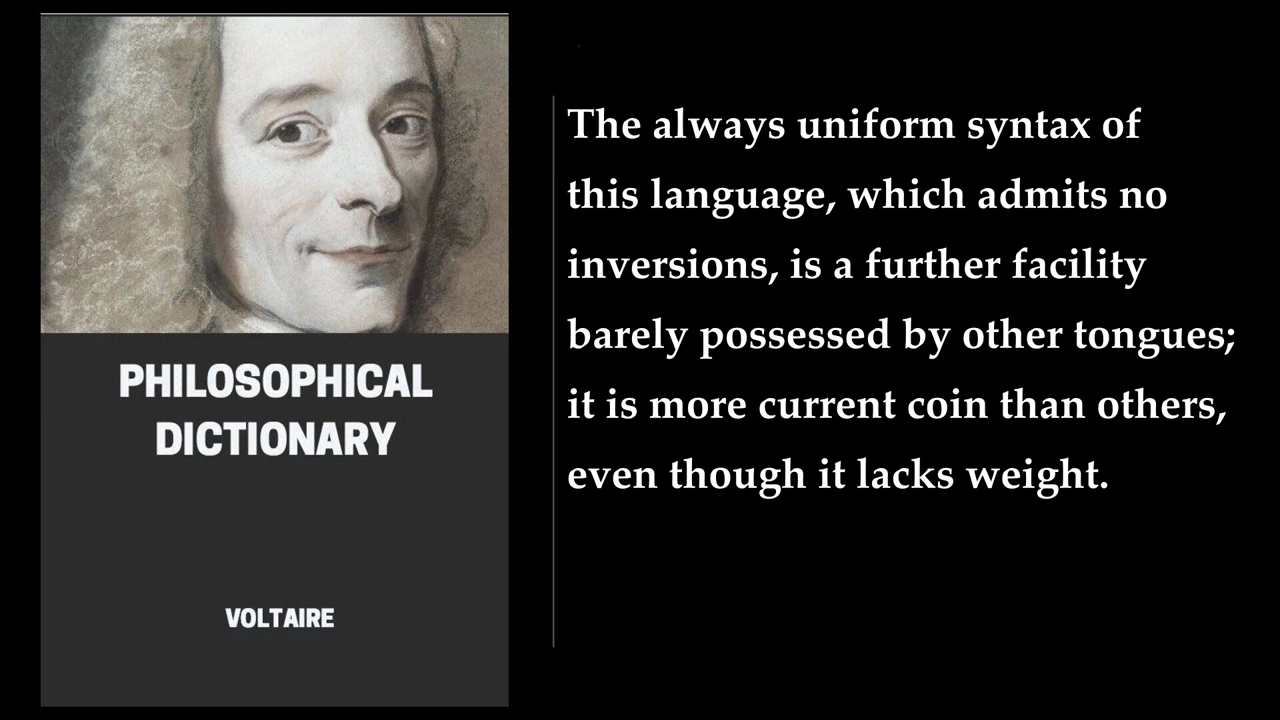 PHILOSOPHICAL
DICTIONARY
VOLTAIRE
The always uniform syntax of
this language, which admits no
inversions, is a further facility
barely possessed by other tongues;
it is more current coin than others,
even though it lacks weight.